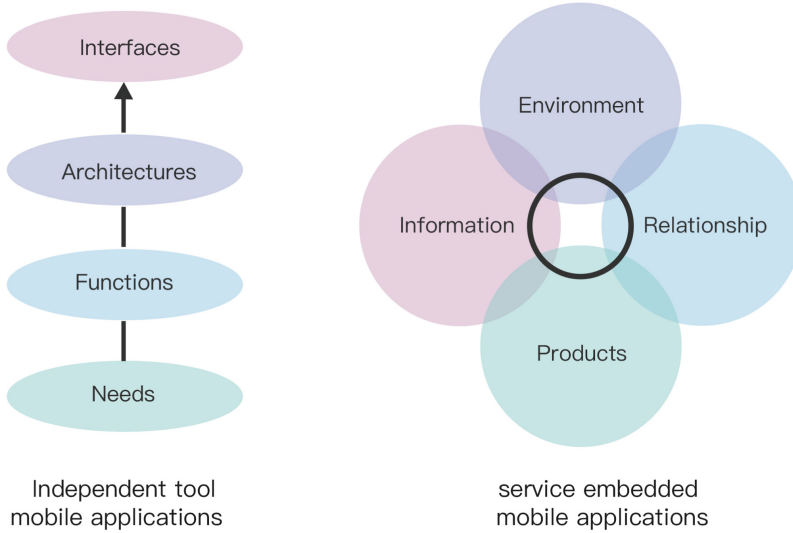 Interfaces
Architectures
Functions
Needs
Independent tool
mobile applications
Environment
Information
Relationship
Products
service embedded
mobile applications